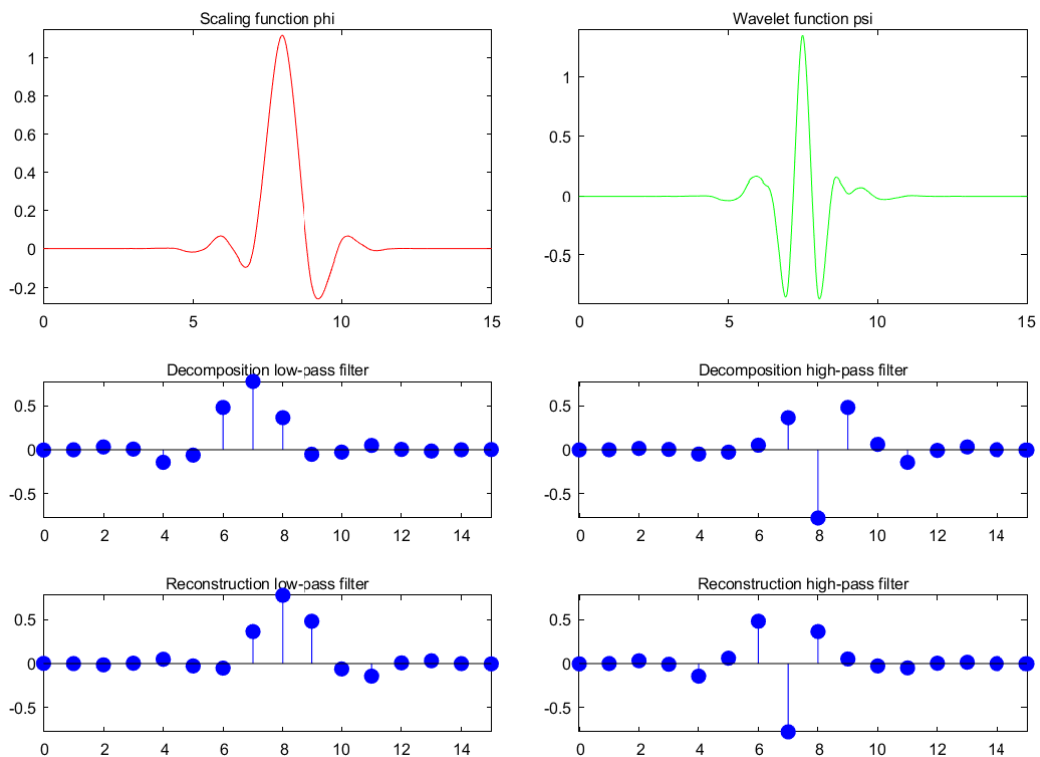 Scaling function phi
1
0.8
0.6
0.4
0.2
0
-0.2
0 5 10 15
Wavelet function psi
1
0.5
0
-0.5
0 5 10 15
Decomposition low-pass filter
0.5
0
-0.5
0 2 4 6 8 10 12 14
Decomposition high-pass filter
0.5
0
-0.5
0 2 4 6 8 10 12 14
Reconstruction low-pass filter
0.5
0
-0.5
0 2 4 6 8 10 12 14
Reconstruction high-pass filter
0.5
0
-0.5
0 2 4 6 8 10 12 14